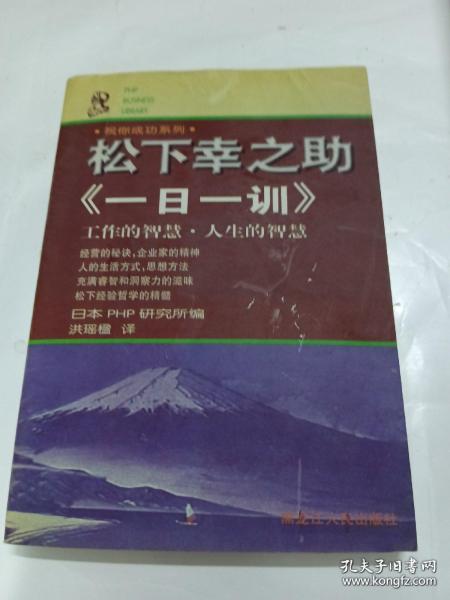 PHP
BUSINESS
LIBRARY
·祝你成功系列·
松下幸之助
《一日一训》
工作的智慧·人生的智慧
经营的秘诀,企业家的精神
人的生活方式,思想方法
充满睿智和洞察力的滋味
松下经验哲学的精髓
日本 PHP 研究所编
洪瑶楹 译
黑龙江人民出版社
孔夫子旧书网
www.kongfz.com